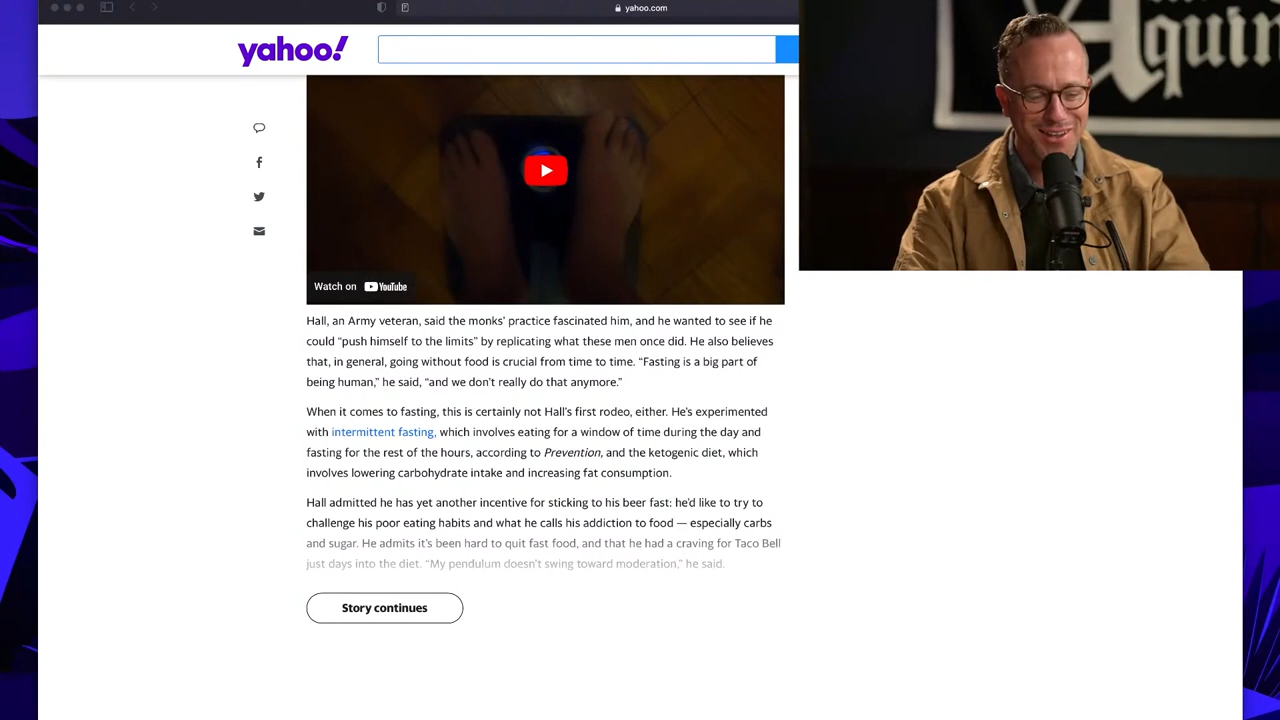 yahoo.com
yahoo!
Aquin
Watch on YouTube
Hall, an Army veteran, said the monks’ practice fascinated him, and he wanted to see if he
could “push himself to the limits” by replicating what these men once did. He also believes
that, in general, going without food is crucial from time to time. “Fasting is a big part of
being human,” he said, “and we don’t really do that anymore.”
When it comes to fasting, this is certainly not Hall’s first rodeo, either. He’s experimented
with intermittent fasting, which involves eating for a window of time during the day and
fasting for the rest of the hours, according to Prevention, and the ketogenic diet, which
involves lowering carbohydrate intake and increasing fat consumption.
Hall admitted he has yet another incentive for sticking to his beer fast: he’d like to try to
challenge his poor eating habits and what he calls his addiction to food — especially carbs
and sugar. He admits it’s been hard to quit fast food, and that he had a craving for Taco Bell
just days into the diet. “My pendulum doesn’t swing toward moderation,” he said.
Story continues